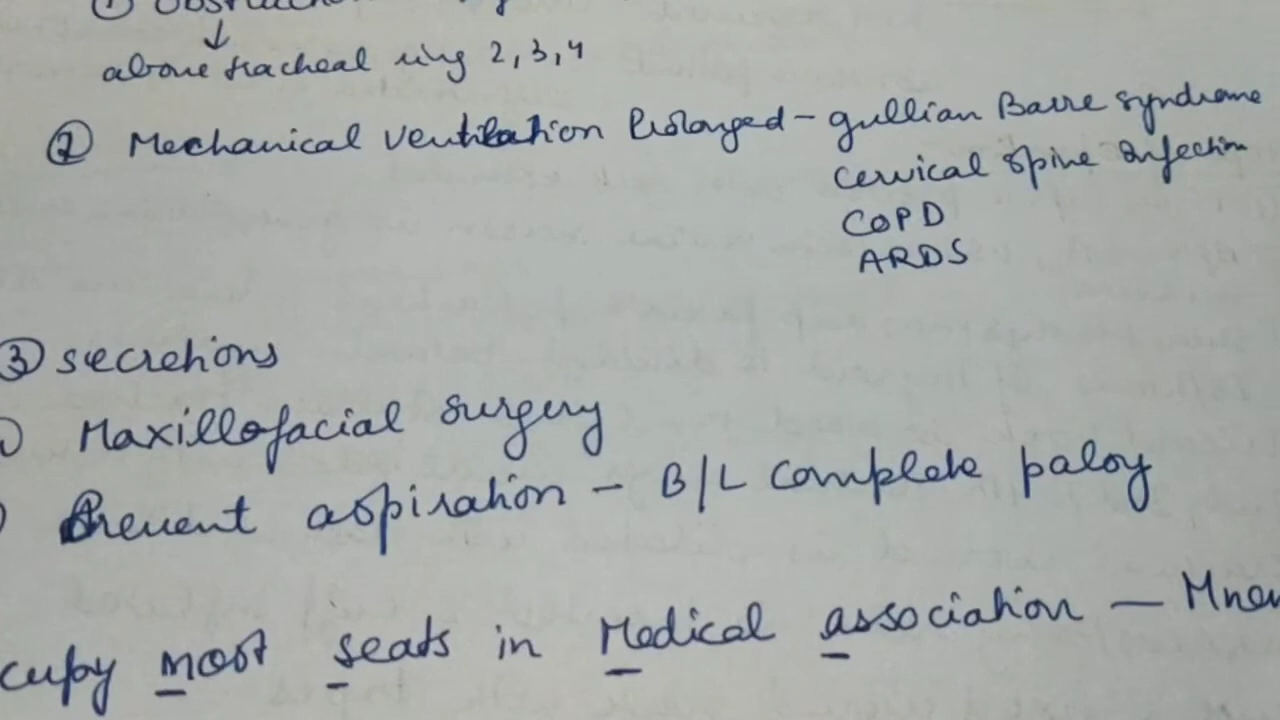 above tracheal ring 2,3,4
② Mechanical ventilation Prolonged - gullian Barre syndrome
cervical spine infection
COPD
ARDS
③ secretions
Maxillofacial surgery
Prevent aspiration - B/L complete palsy
cupy most seats in Medical association -